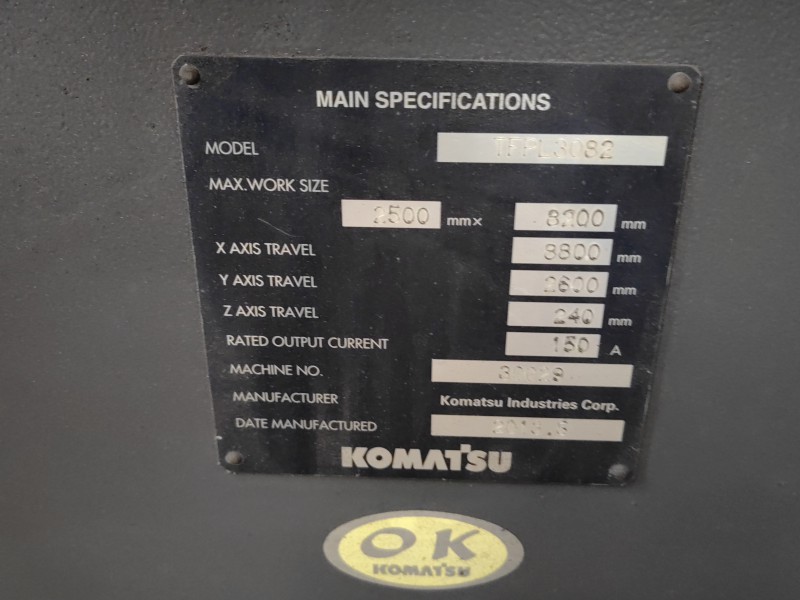 MAIN SPECIFICATIONS
MODEL TFPL3082
MAX.WORK SIZE
2500 mm× 8200 mm
X AXIS TRAVEL mm
Y AXIS TRAVEL 2600 mm
Z AXIS TRAVEL 240 mm
RATED OUTPUT CURRENT 150 A
MACHINE NO.
MANUFACTURER Komatsu Industries Corp.
DATE MANUFACTURED
KOMATSU
OK
KOMATSU